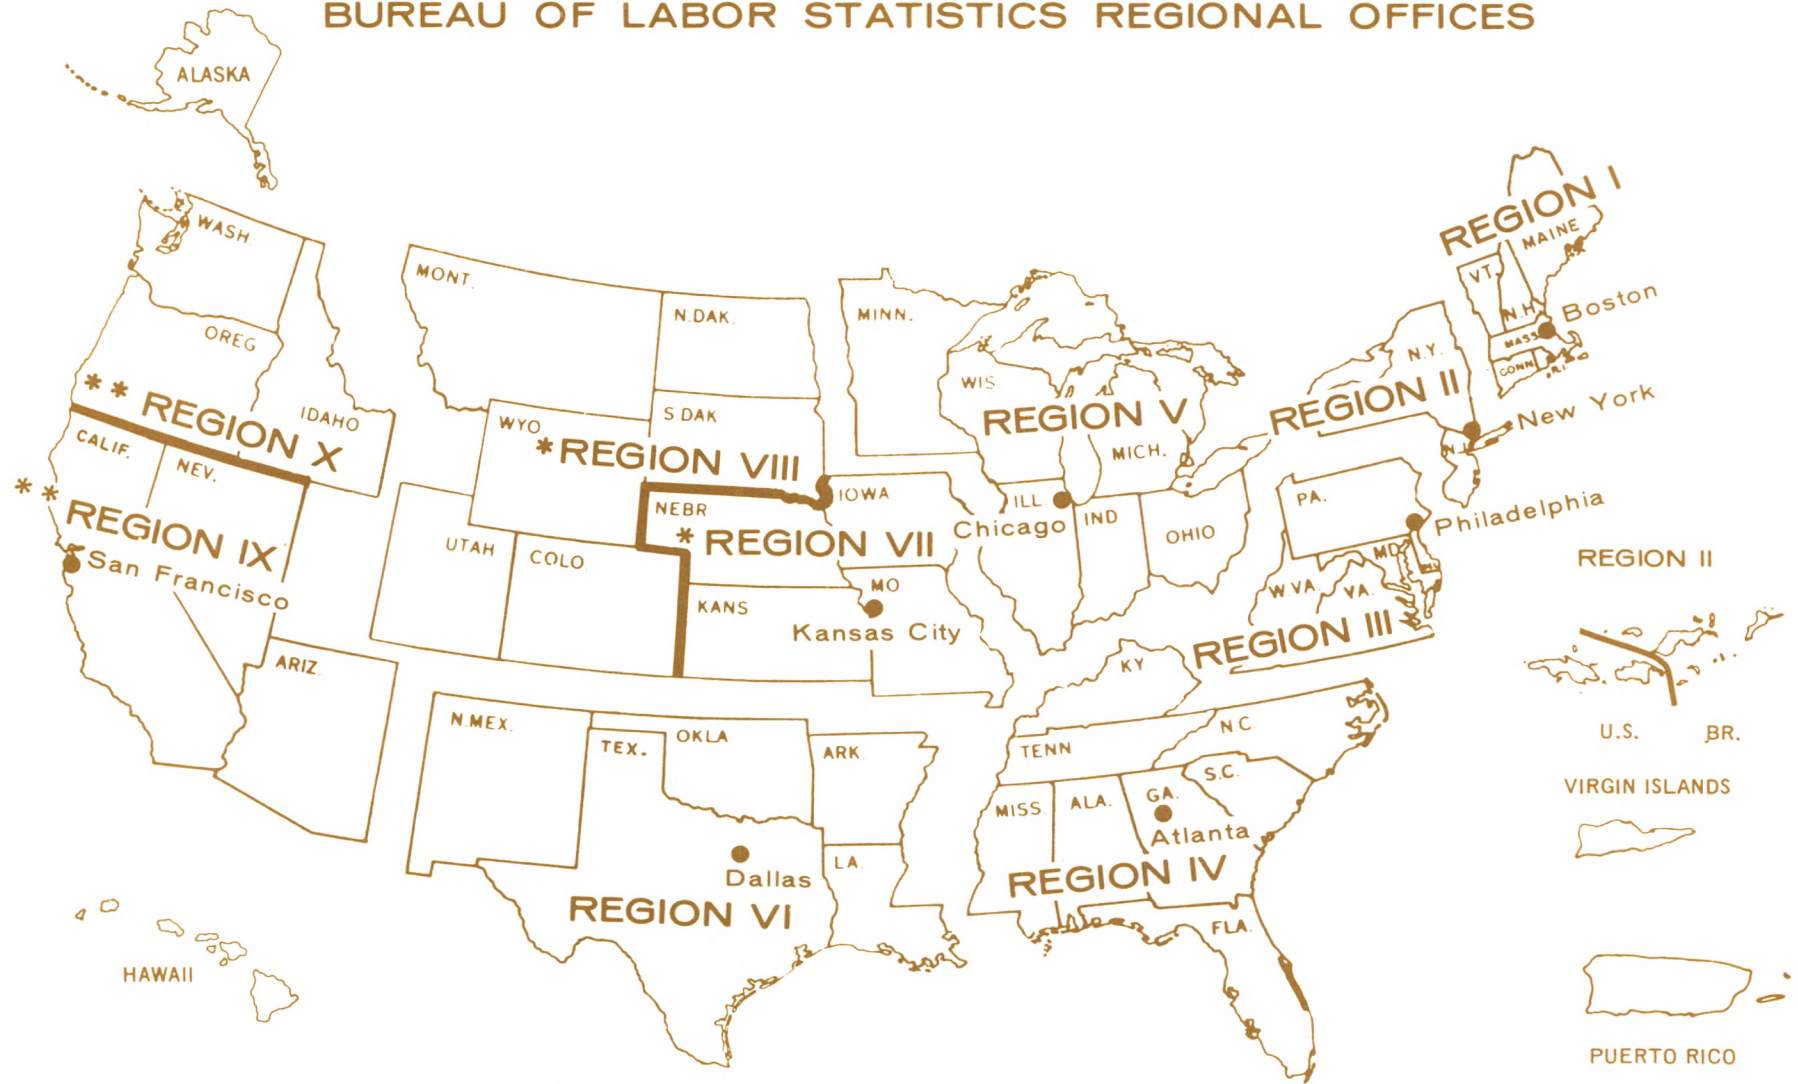 BUREAU OF LABOR STATISTICS REGIONAL OFFICES
ALASKA
REGION I
MAINE
VT.
N.H.
Boston
MASS
CONN
R.I.
WASH.
OREG
IDAHO
** REGION X
MONT.
N.DAK.
S DAK
WYO
*REGION VIII
MINN.
WIS.
REGION V
MICH.
N.Y.
REGION II
New York
N.J.
CALIF.
NEV.
**
REGION IX
San Francisco
UTAH
COLO
NEBR
IOWA
* REGION VII
ILL.
Chicago
IND
OHIO
PA.
Philadelphia
MD.
W.VA.
VA.
REGION III
KANS
MO
Kansas City
ARIZ.
N.MEX.
TEX.
OKLA
ARK
LA.
Dallas
REGION VI
KY
TENN
N.C
S.C.
MISS.
ALA.
GA.
Atlanta
REGION IV
FLA.
HAWAII
REGION II
U.S. BR.
VIRGIN ISLANDS
PUERTO RICO